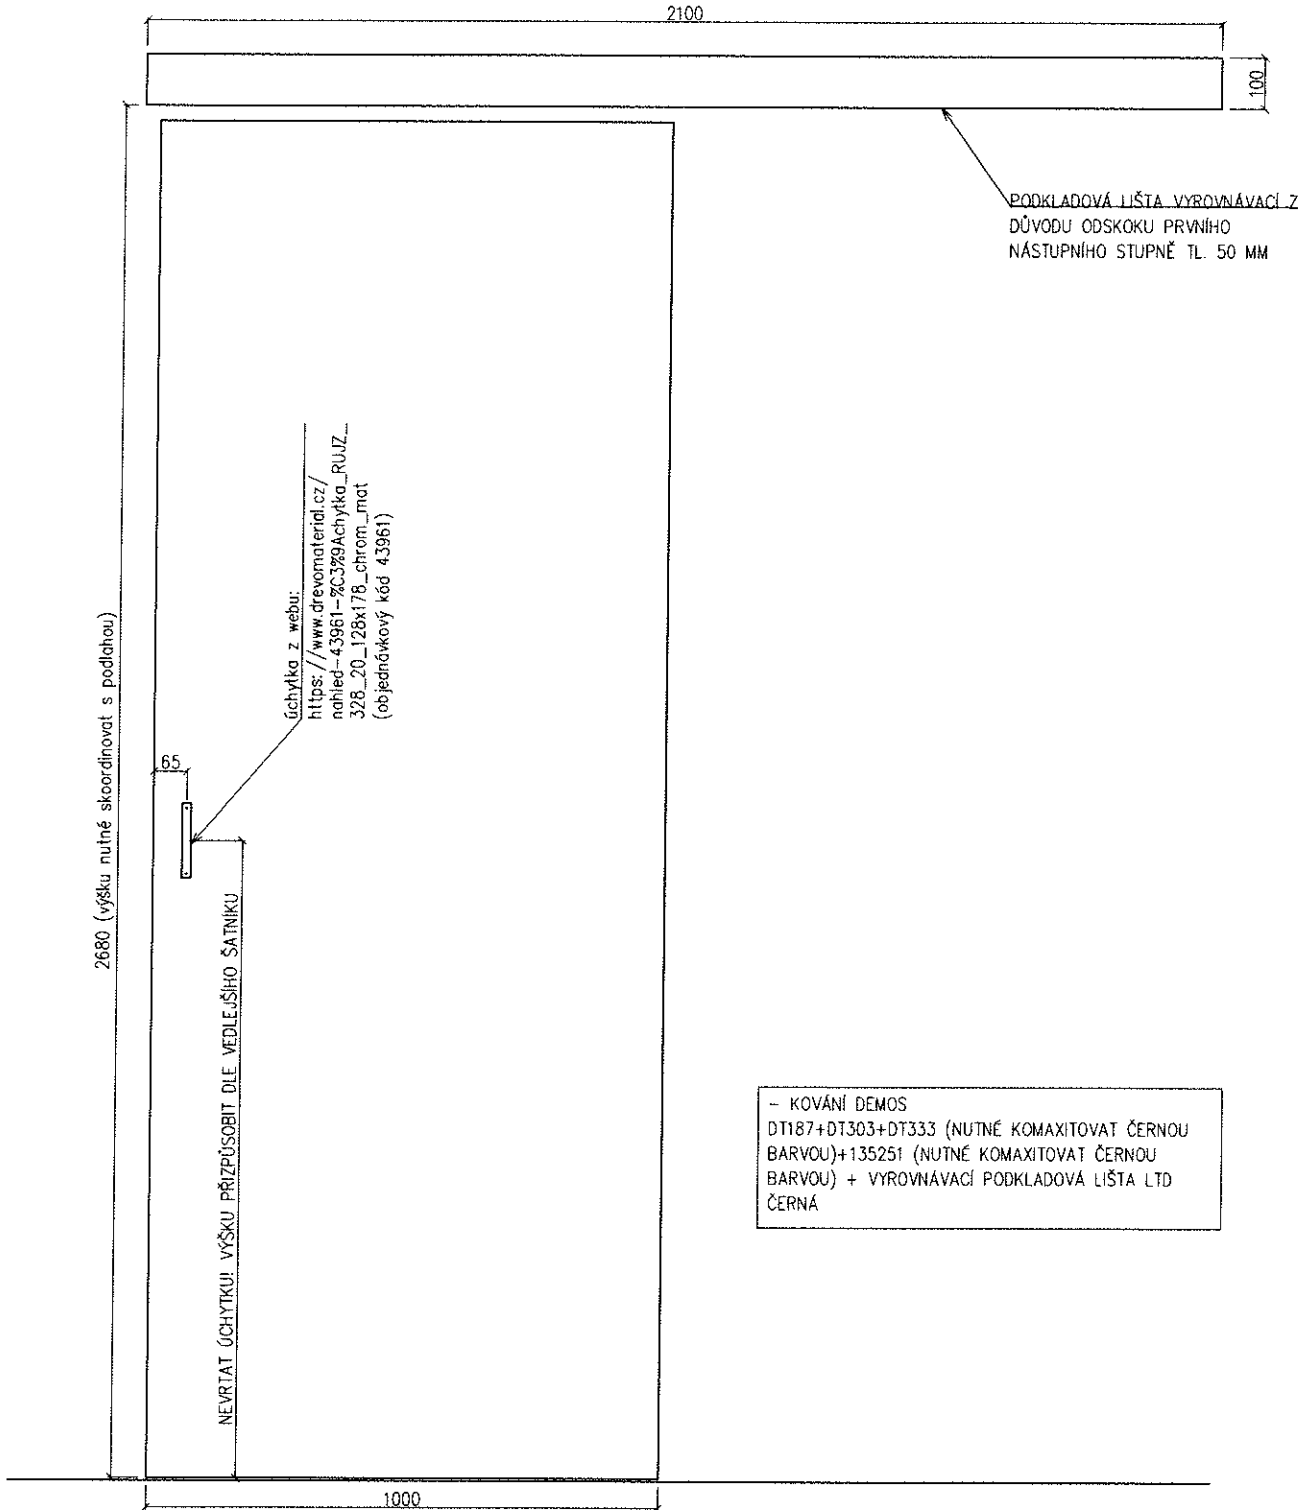 2100
100
PODKLADOVÁ LIŠTA VYROVNÁVACÍ Z
DŮVODU ODSKOKU PRVNÍHO
NÁSTUPNÍHO STUPNĚ TL. 50 MM
úchytka z webu:
https://www.drevomaterial.cz/
nahled-43961-%C3%9Achytka_RUJZ_
328_20_128x178_chrom_mat
(objednávkový kód 43961)
2680 (výšku nutné skoordinovat s podlahou)
65
NEVRTAT ÚCHYTKU! VÝŠKU PŘIZPŮSOBIT DLE VEDLEJŠÍHO ŠATNÍKU
- KOVÁNÍ DEMOS
DT187+DT303+DT333 (NUTNÉ KOMAXITOVAT ČERNOU
BARVOU)+135251 (NUTNÉ KOMAXITOVAT ČERNOU
BARVOU) + VYROVNÁVACÍ PODKLADOVÁ LIŠTA LTD
ČERNÁ
1000